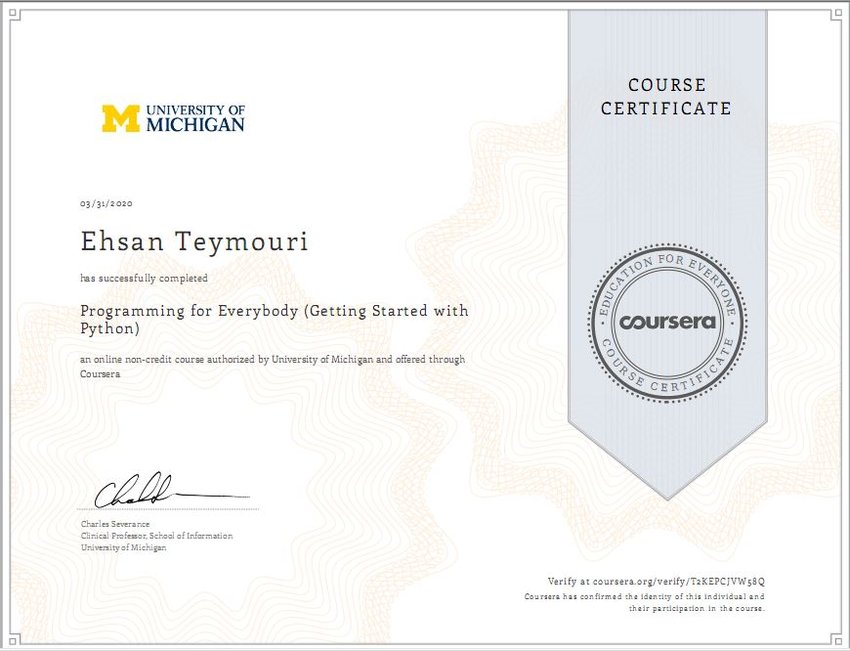 UNIVERSITY OF
MICHIGAN
03/31/2020
Ehsan Teymouri
has successfully completed
Programming for Everybody (Getting Started with
Python)
an online non-credit course authorized by University of Michigan and offered through
Coursera
Charles Severance
Clinical Professor, School of Information
University of Michigan
COURSE
CERTIFICATE
EDUCATION FOR EVERYONE
coursera
COURSE CERTIFICATE
Verify at coursera.org/verify/T2KEPCJVW58Q
Coursera has confirmed the identity of this individual and
their participation in the course.